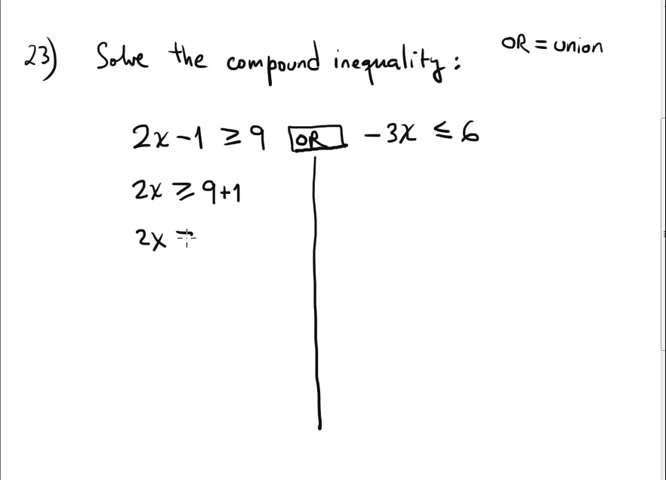 23) Solve the compound inequality: OR = union
2x - 1 ≥ 9 OR -3x ≤ 6
2x ≥ 9+1
2x